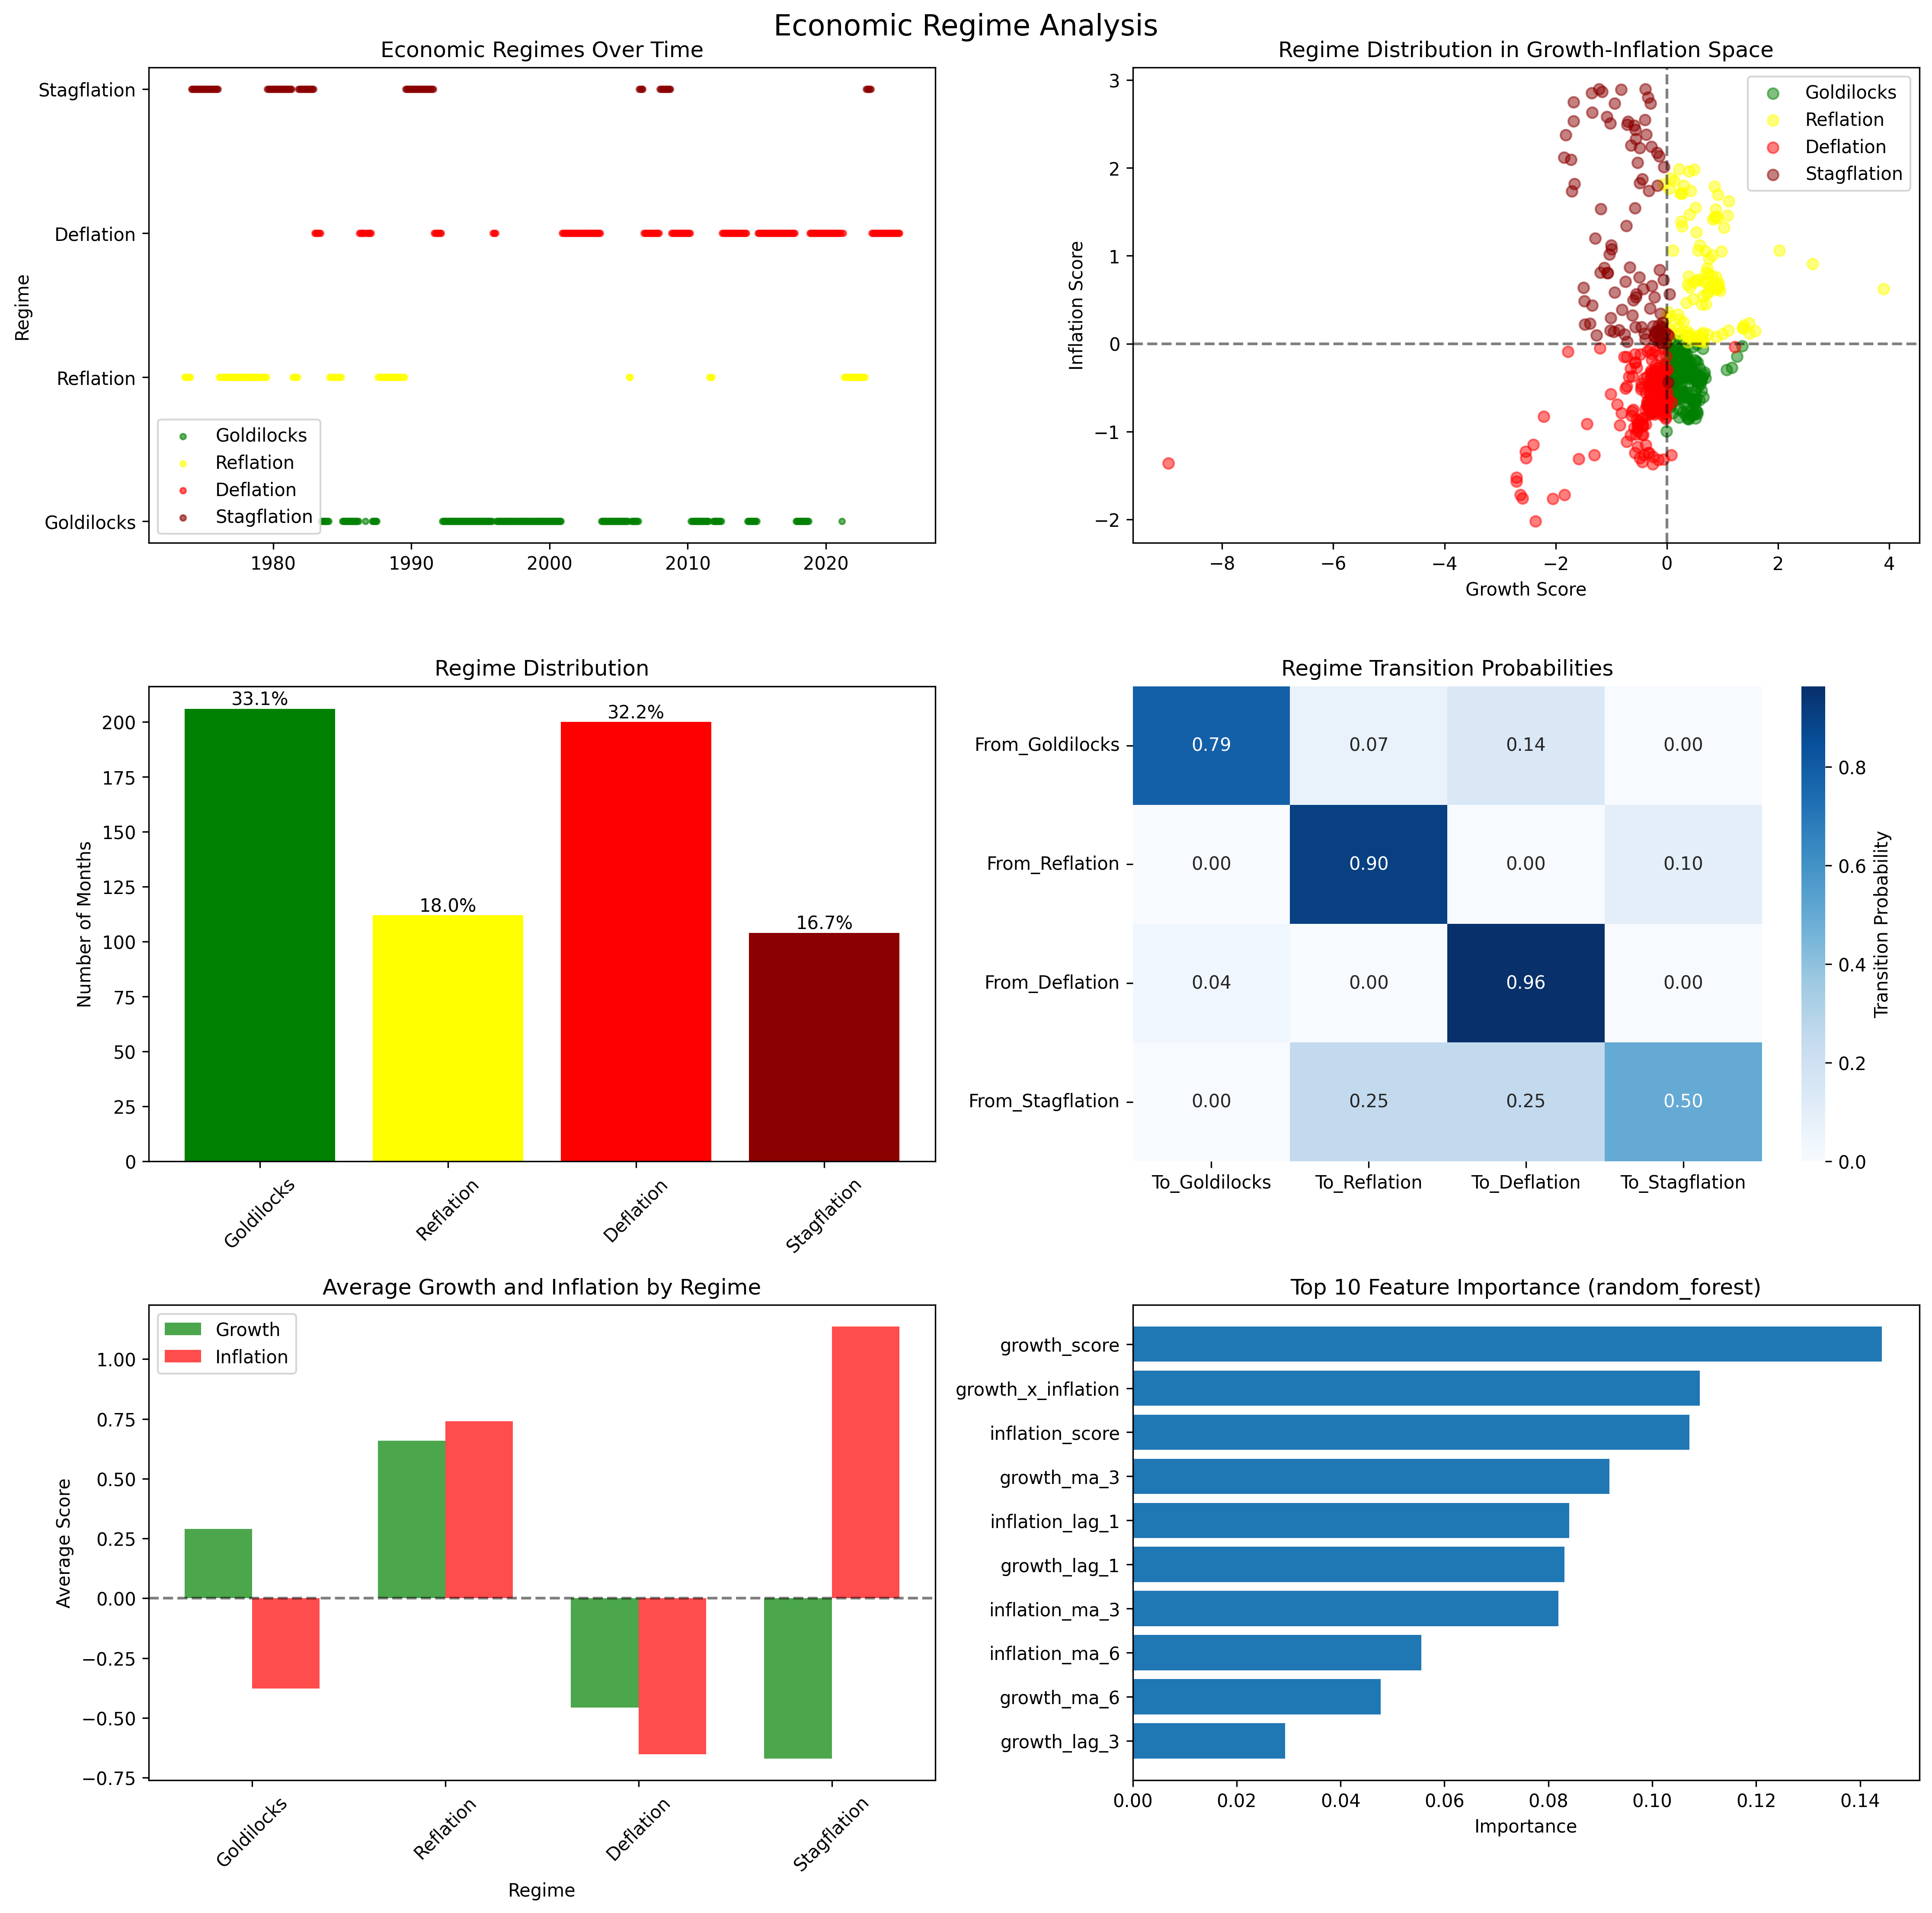 Economic Regime Analysis
Economic Regimes Over Time
Stagflation
Deflation
Reflation
Goldilocks
Regime
Goldilocks
Reflation
Deflation
Stagflation
1980 1990 2000 2010 2020
Regime Distribution in Growth-Inflation Space
3
2
1
0
−1
−2
Inflation Score
Goldilocks
Reflation
Deflation
Stagflation
−8 −6 −4 −2 0 2 4
Growth Score
Regime Distribution
200
175
150
125
100
75
50
25
0
Number of Months
33.1%
18.0%
32.2%
16.7%
Goldilocks
Reflation
Deflation
Stagflation
Regime Transition Probabilities
From_Goldilocks 0.79 0.07 0.14 0.00
From_Reflation 0.00 0.90 0.00 0.10
From_Deflation 0.04 0.00 0.96 0.00
From_Stagflation 0.00 0.25 0.25 0.50
To_Goldilocks To_Reflation To_Deflation To_Stagflation
0.8
0.6
0.4
0.2
0.0
Transition Probability
Average Growth and Inflation by Regime
Growth
Inflation
1.00
0.75
0.50
0.25
0.00
−0.25
−0.50
−0.75
Average Score
Goldilocks
Reflation
Deflation
Stagflation
Regime
Top 10 Feature Importance (random_forest)
growth_score
growth_x_inflation
inflation_score
growth_ma_3
inflation_lag_1
growth_lag_1
inflation_ma_3
inflation_ma_6
growth_ma_6
growth_lag_3
0.00 0.02 0.04 0.06 0.08 0.10 0.12 0.14
Importance